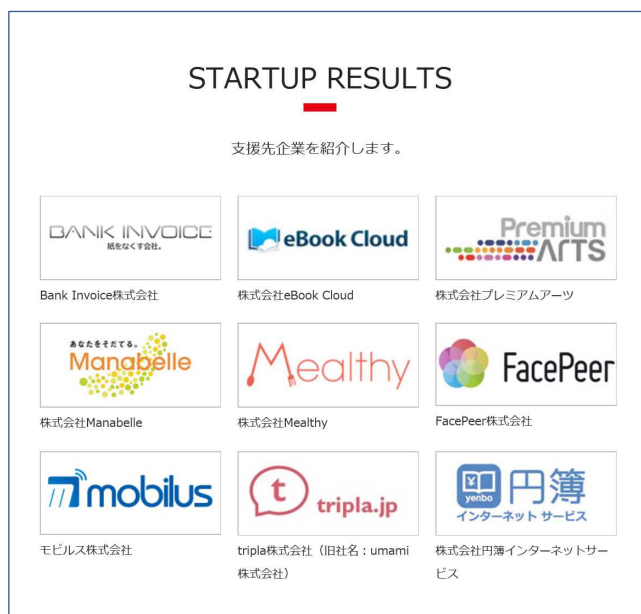 STARTUP RESULTS
支援先企業を紹介します。
BANK INVOICE
紙をなくす会社。
eBook Cloud
Premium
ArTS
Bank Invoice株式会社
株式会社eBook Cloud
株式会社プレミアムアーツ
あなたをそだてる。
Manabelle
Mealthy
FacePeer
株式会社Manabelle
株式会社Mealthy
FacePeer株式会社
mobilus
t tripla.jp
yenbo 円簿
インターネット サービス
モビルス株式会社
tripla株式会社（旧社名：umami
株式会社）
株式会社円簿インターネットサー
ビス